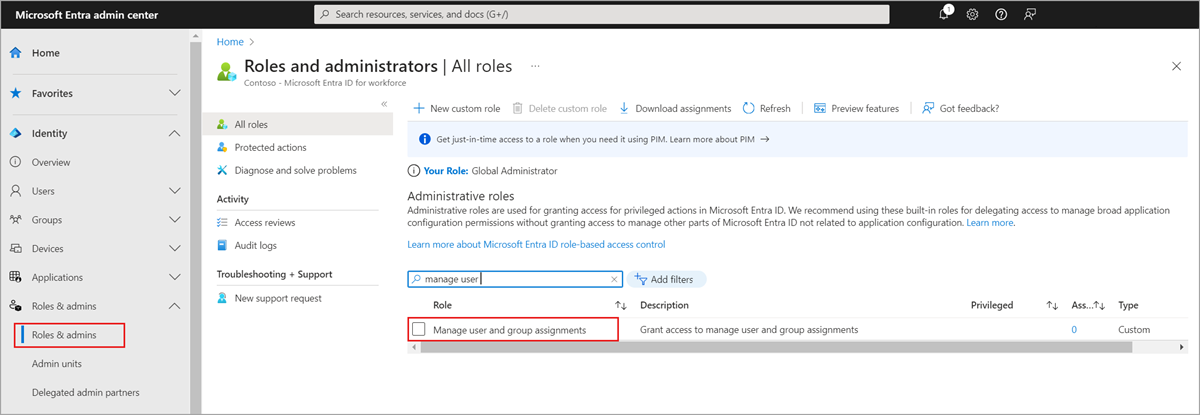 Microsoft Entra admin center
Search resources, services, and docs (G+/)
1
Home
Favorites
Identity
Overview
Users
Groups
Devices
Applications
Roles & admins
Roles & admins
Admin units
Delegated admin partners
Home >
Roles and administrators | All roles ...
Contoso - Microsoft Entra ID for workforce
«
All roles
Protected actions
Diagnose and solve problems
Activity
Access reviews
Audit logs
Troubleshooting + Support
New support request
New custom role Delete custom role Download assignments Refresh Preview features Got feedback?
Get just-in-time access to a role when you need it using PIM. Learn more about PIM →
Your Role: Global Administrator
Administrative roles
Administrative roles are used for granting access for privileged actions in Microsoft Entra ID. We recommend using these built-in roles for delegating access to manage broad application
configuration permissions without granting access to manage other parts of Microsoft Entra ID not related to application configuration. Learn more.
Learn more about Microsoft Entra ID role-based access control
manage user
Add filters
Role Description Privileged Ass... Type
Manage user and group assignments Grant access to manage user and group assignments 0 Custom